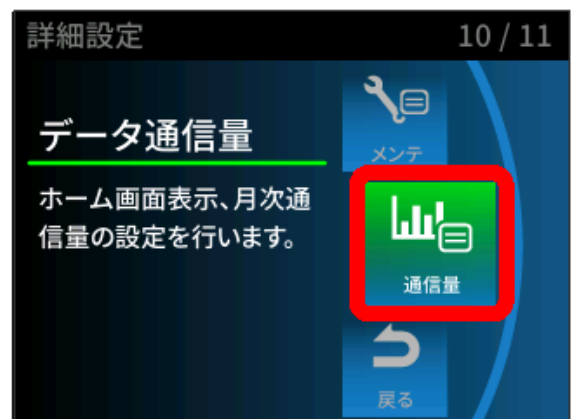 詳細設定
10 / 11
データ通信量
ホーム画面表示、月次通
信量の設定を行います。
メンテ
通信量
戻る